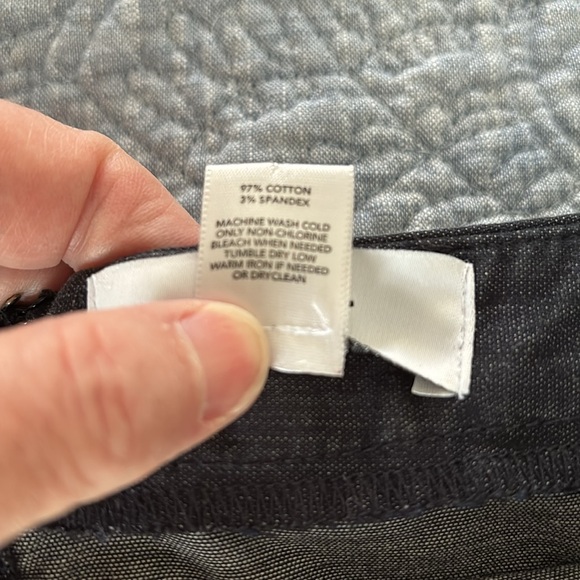 97% COTTON
3% SPANDEX
MACHINE WASH COLD
ONLY NON-CHLORINE
BLEACH WHEN NEEDED
TUMBLE DRY LOW
WARM IRON IF NEEDED
OR DRYCLEAN